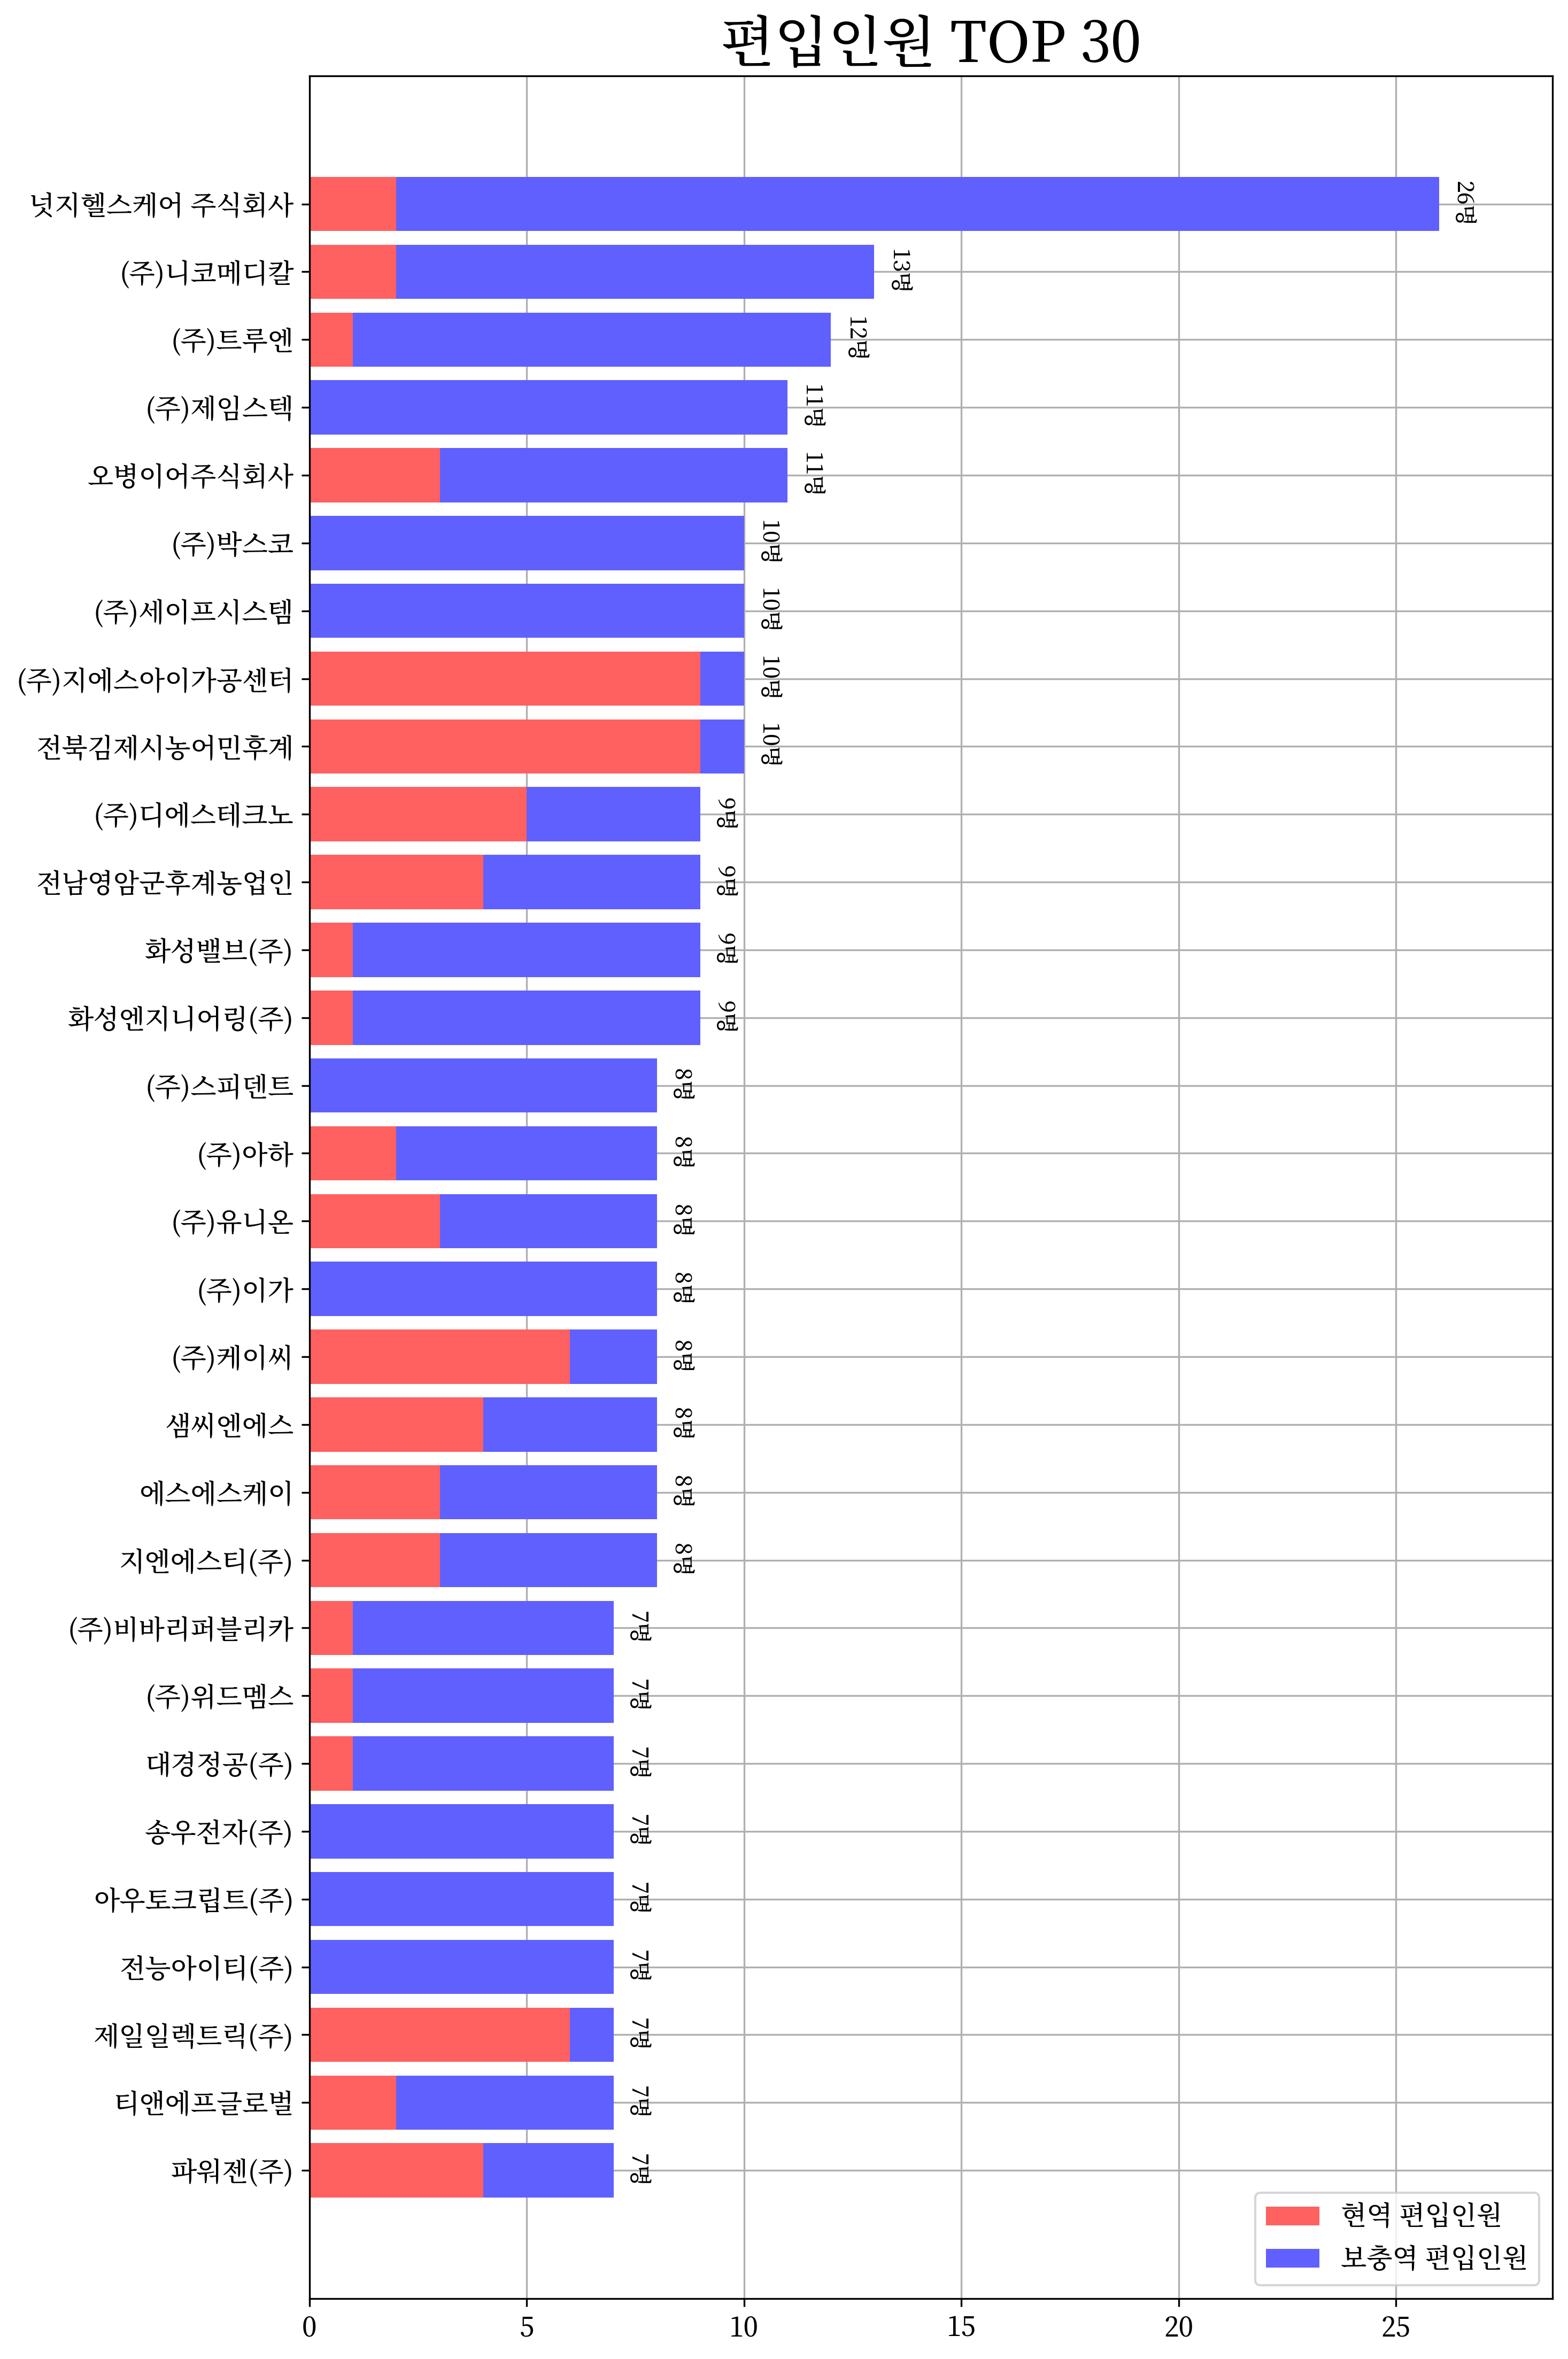 편입인원 TOP 30
넛지헬스케어 주식회사 26명
(주)니코메디칼 13명
(주)트루엔 12명
(주)제임스텍 11명
오병이어주식회사 11명
(주)박스코 10명
(주)세이프시스템 10명
(주)지에스아이가공센터 10명
전북김제시농어민후계 10명
(주)디에스테크노 9명
전남영암군후계농업인 9명
화성밸브(주) 9명
화성엔지니어링(주) 9명
(주)스피덴트 8명
(주)아하 8명
(주)유니온 8명
(주)이가 8명
(주)케이씨 8명
샘씨엔에스 8명
에스에스케이 8명
지엔에스티(주) 8명
(주)비바리퍼블리카 7명
(주)위드멤스 7명
대경정공(주) 7명
송우전자(주) 7명
아우토크립트(주) 7명
전능아이티(주) 7명
제일일렉트릭(주) 7명
티앤에프글로벌 7명
파워젠(주) 7명
현역 편입인원
보충역 편입인원
0 5 10 15 20 25